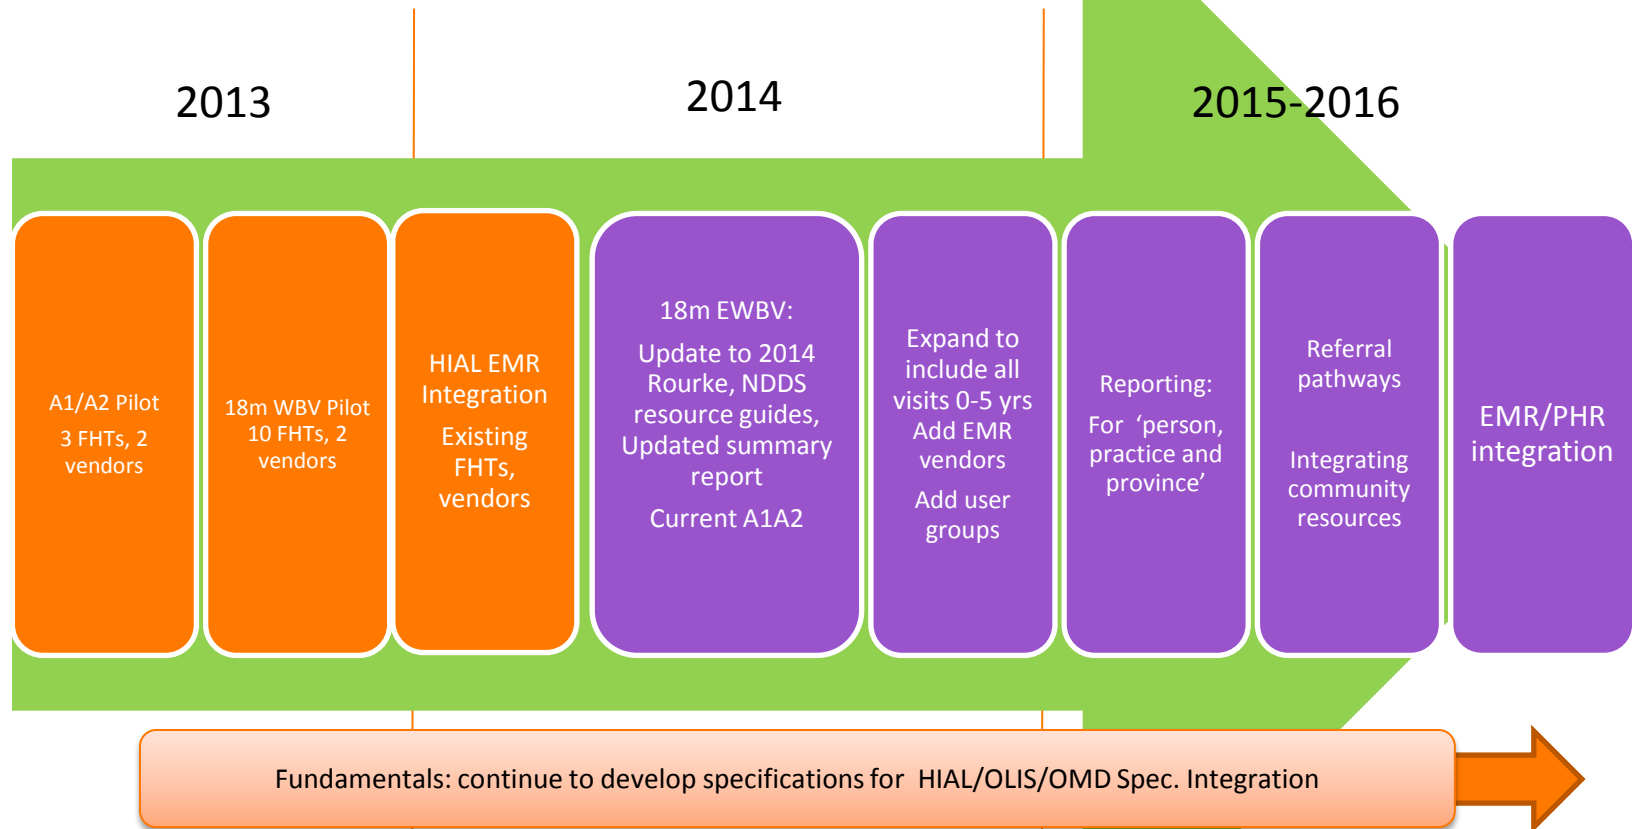 2013
2014
2015-2016
A1/A2 Pilot
3 FHTs, 2
vendors
18m WBV Pilot
10 FHTs, 2
vendors
HIAL EMR
Integration
Existing
FHTs,
vendors
18m EWBV:
Update to 2014
Rourke, NDDS
resource guides,
Updated summary
report
Current A1A2
Expand to
include all
visits 0-5 yrs
Add EMR
vendors
Add user
groups
Reporting:
For ‘person,
practice and
province’
Referral
pathways
Integrating
community
resources
EMR/PHR
integration
Fundamentals: continue to develop specifications for HIAL/OLIS/OMD Spec. Integration